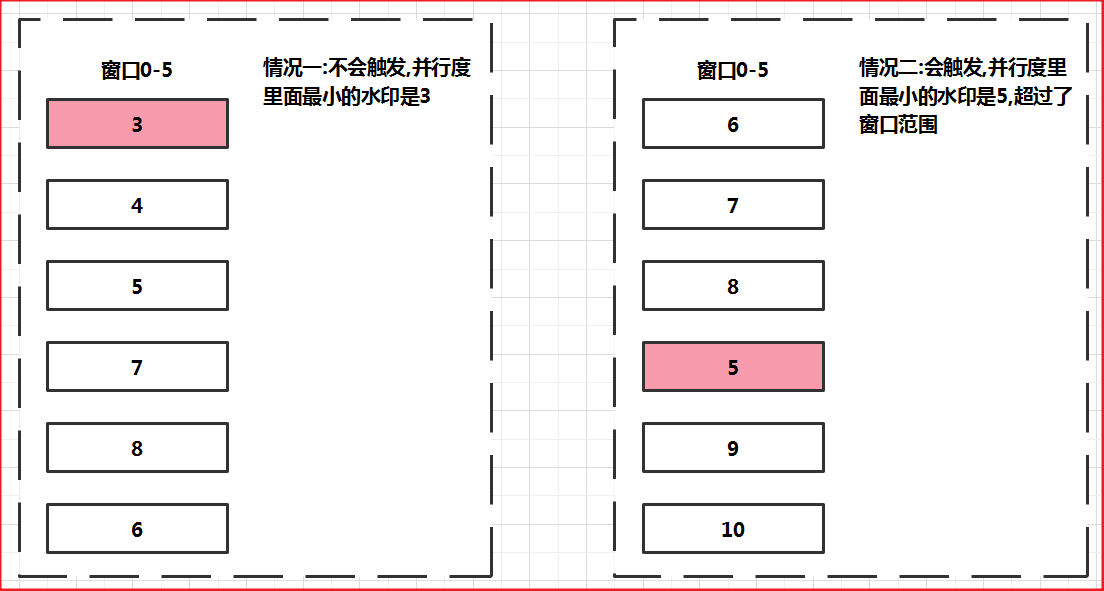 窗口0-5
情况一:不会触发,并行度
里面最小的水印是3
3
4
5
7
8
6
窗口0-5
情况二:会触发,并行度里
面最小的水印是5,超过了
窗口范围
6
7
8
5
9
10